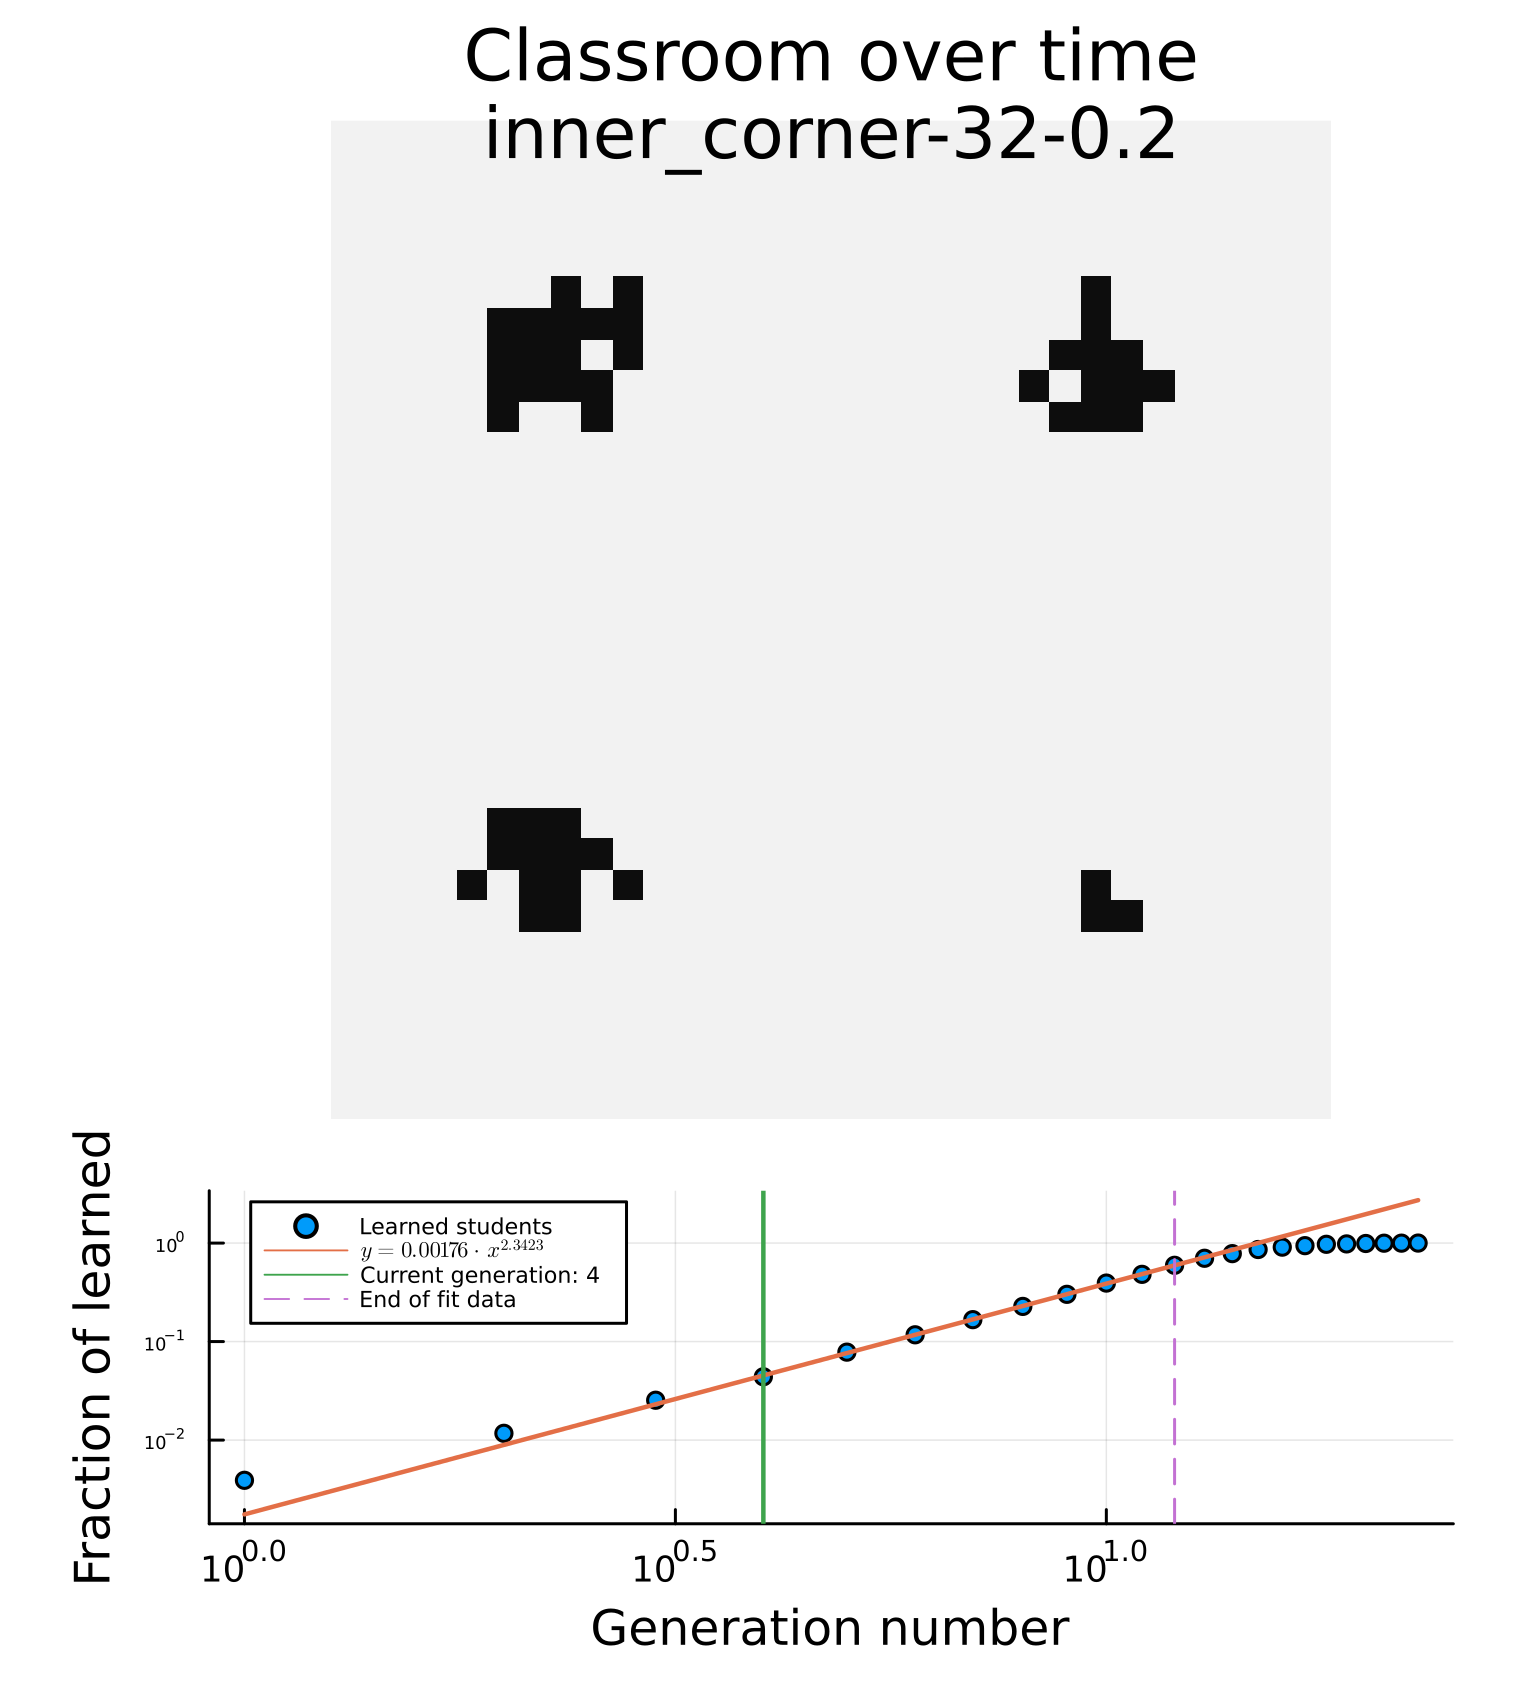 Classroom over time
inner_corner-32-0.2
Fraction of learned
Learned students
y = 0.00176 · x^2.3423
Current generation: 4
End of fit data
10^0
10^−1
10^−2
10^0.0
10^0.5
10^1.0
Generation number